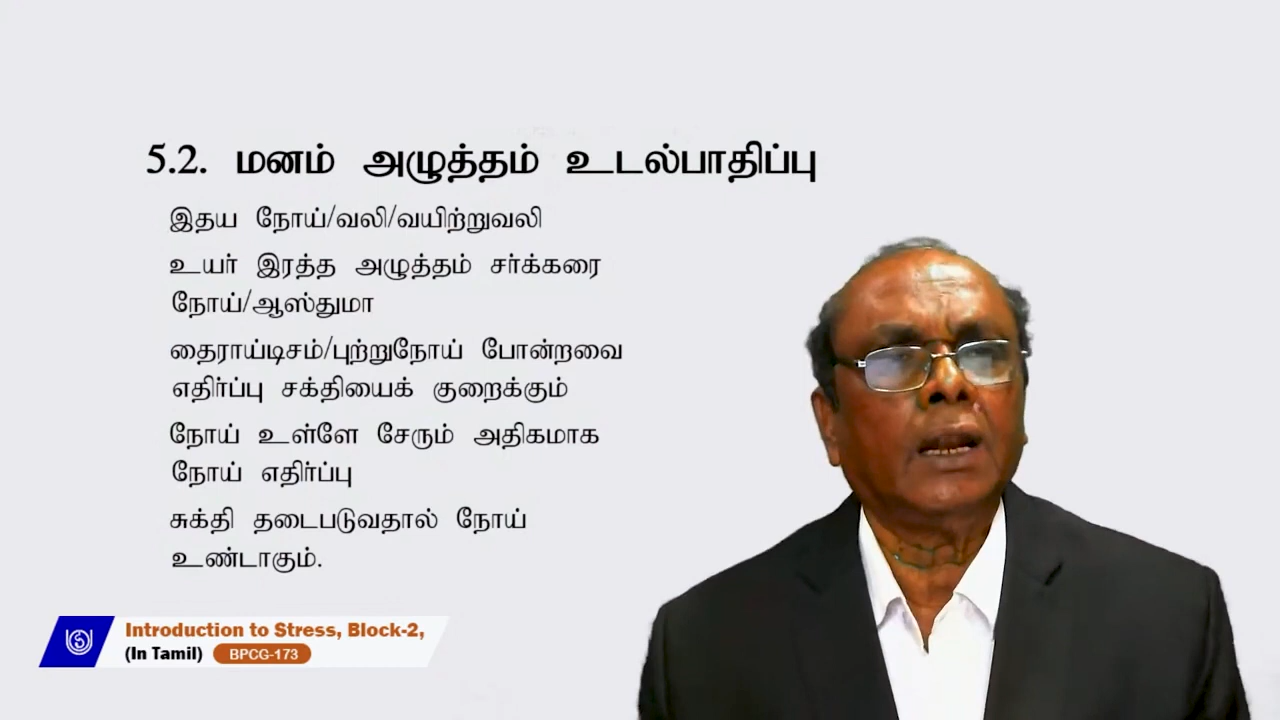 5.2. மனம் அழுத்தம் உடல்பாதிப்பு
இதய நோய்/வலி/வயிற்றுவலி
உயர் இரத்த அழுத்தம் சர்க்கரை
நோய்/ஆஸ்துமா
தைராய்டிசம்/புற்றுநோய் போன்றவை
எதிர்ப்பு சக்தியைக் குறைக்கும்
நோய் உள்ளே சேரும் அதிகமாக
நோய் எதிர்ப்பு
சுக்தி தடைபடுவதால் நோய்
உண்டாகும்.
Introduction to Stress, Block-2,
(In Tamil) BPCG-173